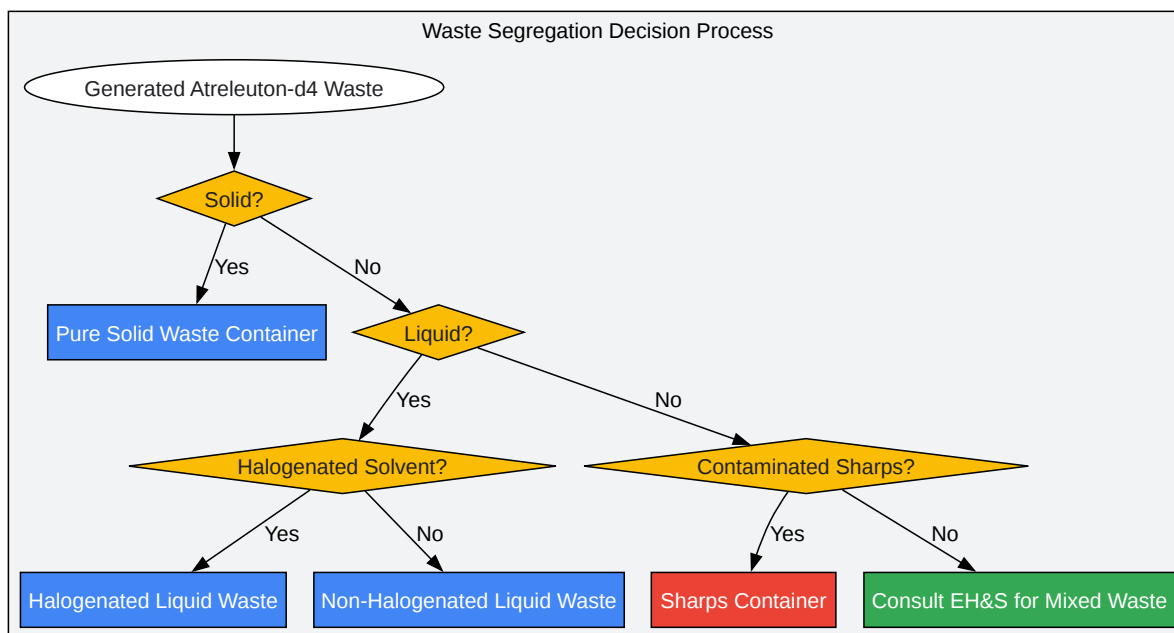 Waste Segregation Decision Process
Generated Atreleuton-d4 Waste
Solid?
Yes
No
Pure Solid Waste Container
Liquid?
Yes
No
Halogenated Solvent?
Contaminated Sharps?
Yes
No
Yes
No
Halogenated Liquid Waste
Non-Halogenated Liquid Waste
Sharps Container
Consult EH&S for Mixed Waste